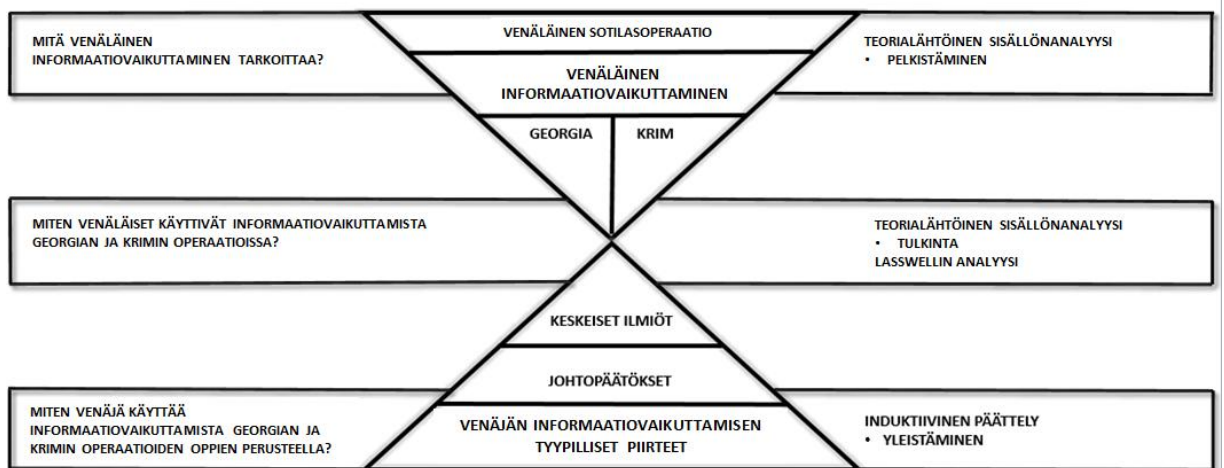 MITÄ VENÄLÄINEN
INFORMAATIOVAIKUTTAMINEN TARKOITTAA?
VENÄLÄINEN SOTILASOPERAATIO
VENÄLÄINEN
INFORMAATIOVAIKUTTAMINEN
GEORGIA
KRIM
TEORIALÄHTÖINEN SISÄLLÖNANALYYSI
• PELKISTÄMINEN
MITEN VENÄLÄISET KÄYTTIVÄT INFORMAATIOVAIKUTTAMISTA
GEORGIAN JA KRIMIN OPERAATIOISSA?
TEORIALÄHTÖINEN SISÄLLÖNANALYYSI
• TULKINTA
LASSWELLIN ANALYYSI
KESKEISET ILMIÖT
JOHTOPÄÄTÖKSET
VENÄJÄN INFORMAATIOVAIKUTTAMISEN
TYYPILLISET PIIRTEET
MITEN VENÄJÄ KÄYTTÄÄ
INFORMAATIOVAIKUTTAMISTA GEORGIAN JA
KRIMIN OPERAATIOIDEN OPPIEN PERUSTEELLA?
INDUKTIIVINEN PÄÄTTELY
• YLEISTÄMINEN